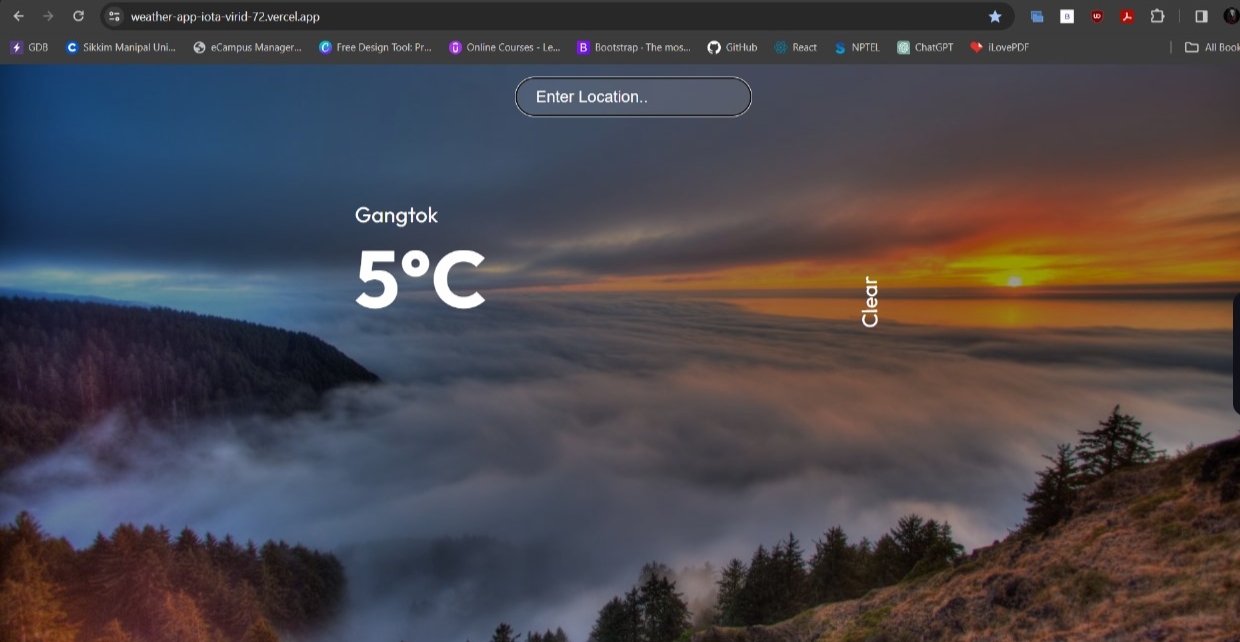 weather-app-iota-virid-72.vercel.app
GDB Sikkim Manipal Uni... eCampus Manager... Free Design Tool: Pr... Online Courses - Le... Bootstrap · The mos... GitHub React NPTEL ChatGPT iLovePDF All Book
Enter Location..
Gangtok
5°C
Clear